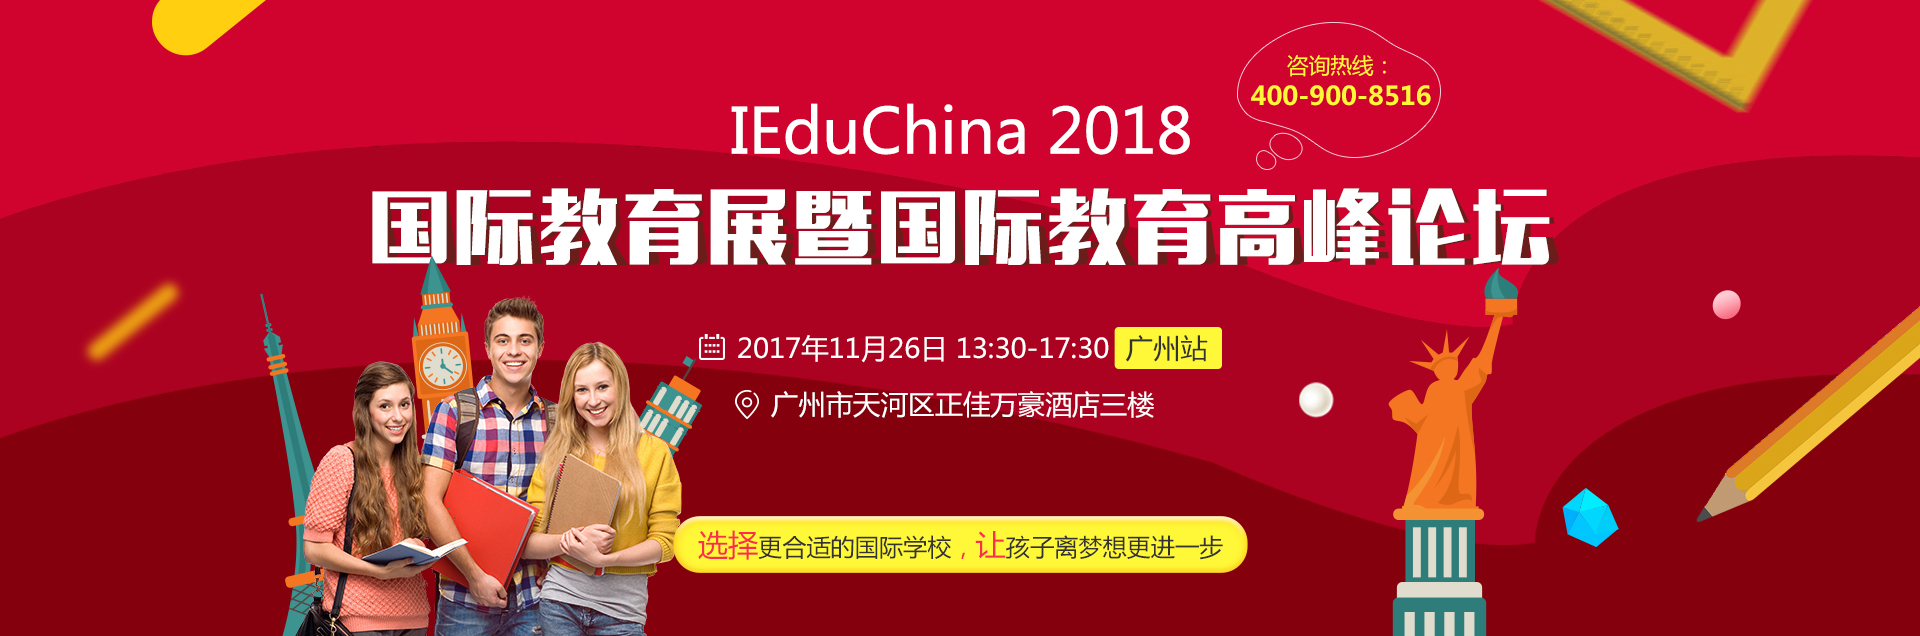 咨询热线：
400-900-8516
IEduChina 2018
国际教育展暨国际教育高峰论坛
2017年11月26日 13:30-17:30 广州站
广州市天河区正佳万豪酒店三楼
选择更合适的国际学校，让孩子离梦想更进一步